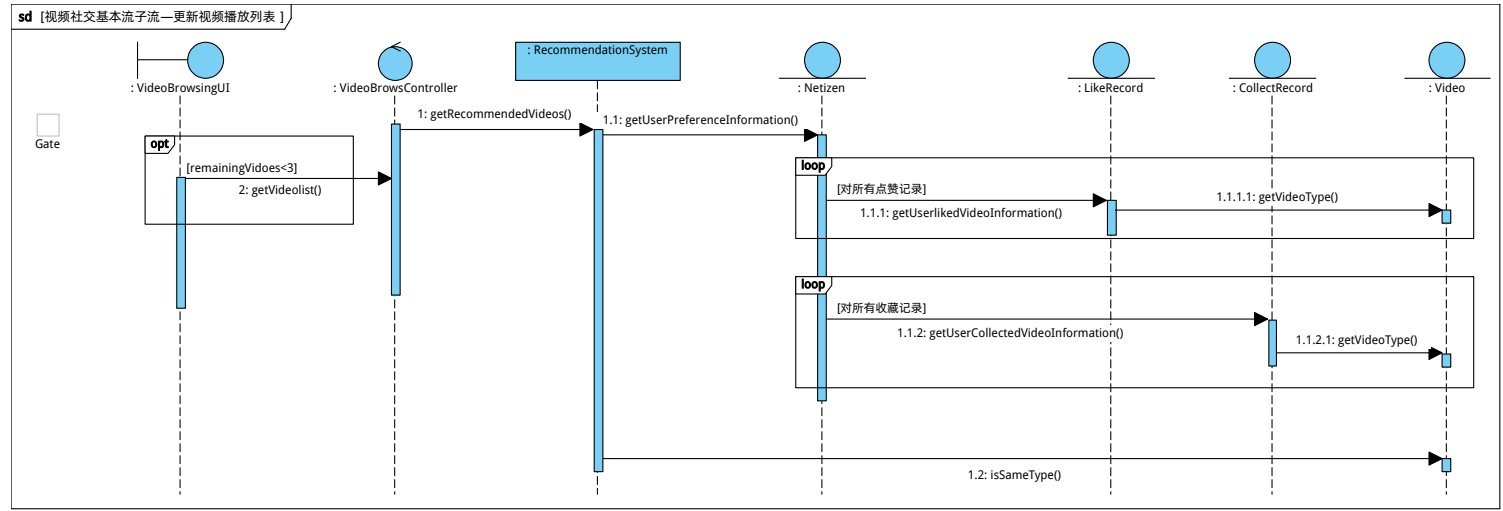 sd [视频社交基本流子流—更新视频播放列表 ]
: VideoBrowsingUI
: VideoBrowsController
: RecommendationSystem
: Netizen
: LikeRecord
: CollectRecord
: Video
Gate
1: getRecommendedVideos()
1.1: getUserPreferenceInformation()
opt
[remainingVidoes<3]
2: getVideolist()
loop
[对所有点赞记录]
1.1.1: getUserlikedVideoInformation()
1.1.1.1: getVideoType()
loop
[对所有收藏记录]
1.1.2: getUserCollectedVideoInformation()
1.1.2.1: getVideoType()
1.2: isSameType()